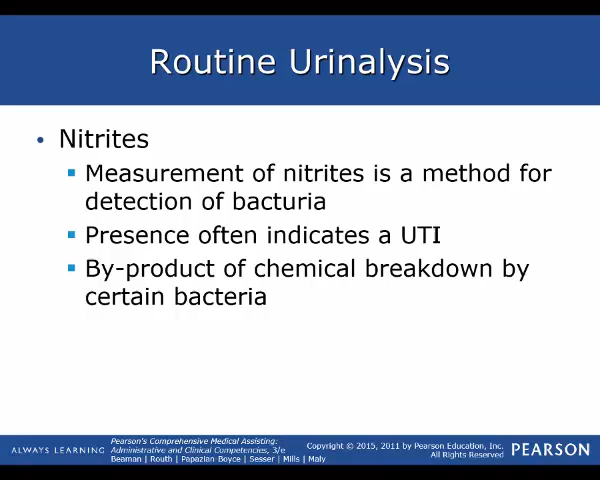 Routine Urinalysis
• Nitrites
▪ Measurement of nitrites is a method for
detection of bacturia
▪ Presence often indicates a UTI
▪ By-product of chemical breakdown by
certain bacteria
ALWAYS LEARNING
Pearson's Comprehensive Medical Assisting:
Administrative and Clinical Competencies, 3/e
Beaman | Routh | Papazian Boyce | Sesser | Mills | Maly
Copyright © 2015, 2011 by Pearson Education, Inc.
All Rights Reserved
PEARSON